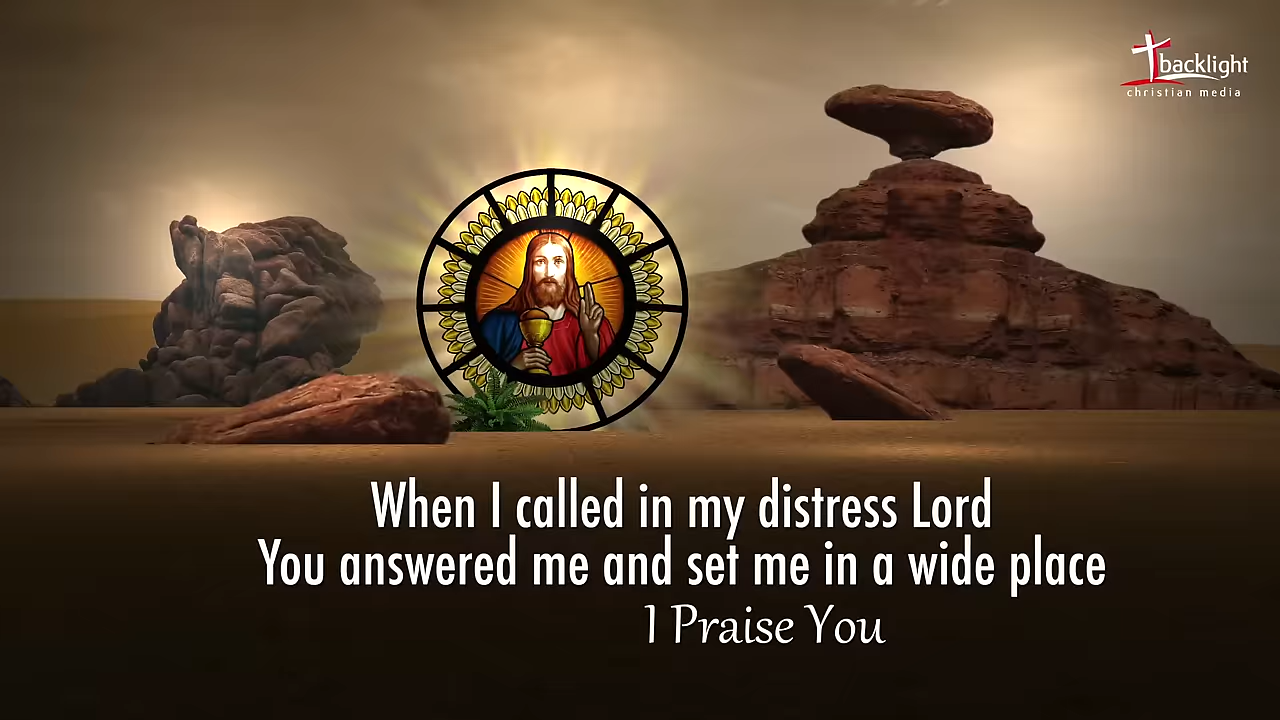 backlight
christian media
When I called in my distress Lord
You answered me and set me in a wide place
I Praise You